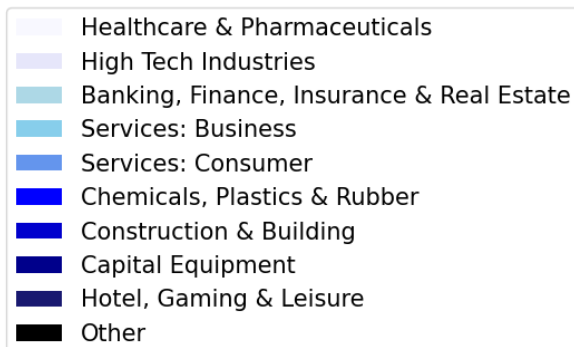 Healthcare & Pharmaceuticals
High Tech Industries
Banking, Finance, Insurance & Real Estate
Services: Business
Services: Consumer
Chemicals, Plastics & Rubber
Construction & Building
Capital Equipment
Hotel, Gaming & Leisure
Other